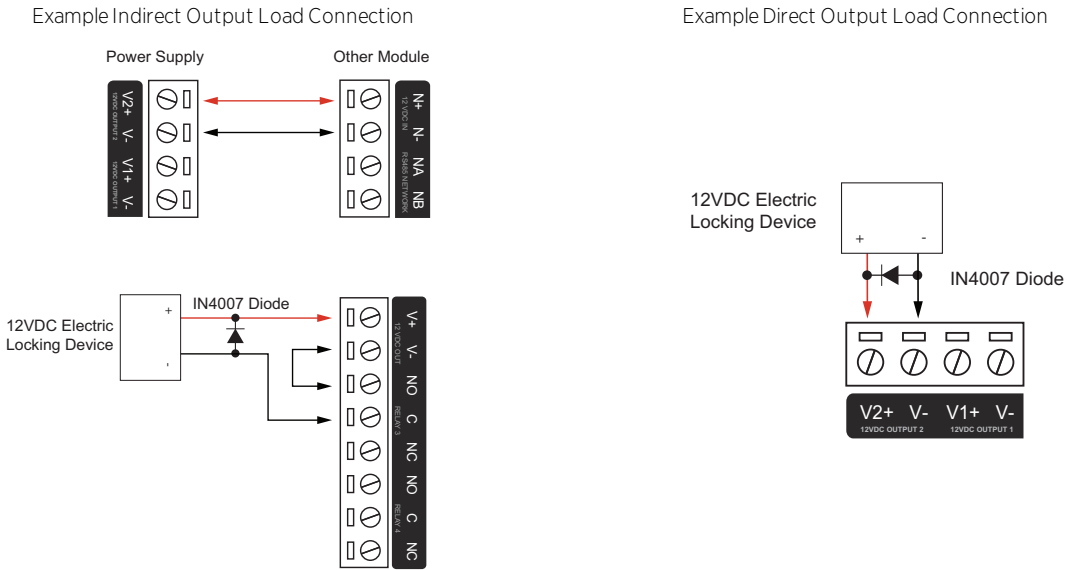 Example Indirect Output Load Connection
Example Direct Output Load Connection
Power Supply
Other Module
V2+ V- V1+ V-
12VDC OUTPUT 2 12VDC OUTPUT 1
N+ N- NA NB
12 VDC IN RS485 NETWORK
12VDC Electric
Locking Device
+
-
IN4007 Diode
V+ V- NO C NC NO C NC
12 VDC OUT RELAY 3 RELAY 4
12VDC Electric
Locking Device
+ -
IN4007 Diode
V2+ V- V1+ V-
12VDC OUTPUT 2 12VDC OUTPUT 1